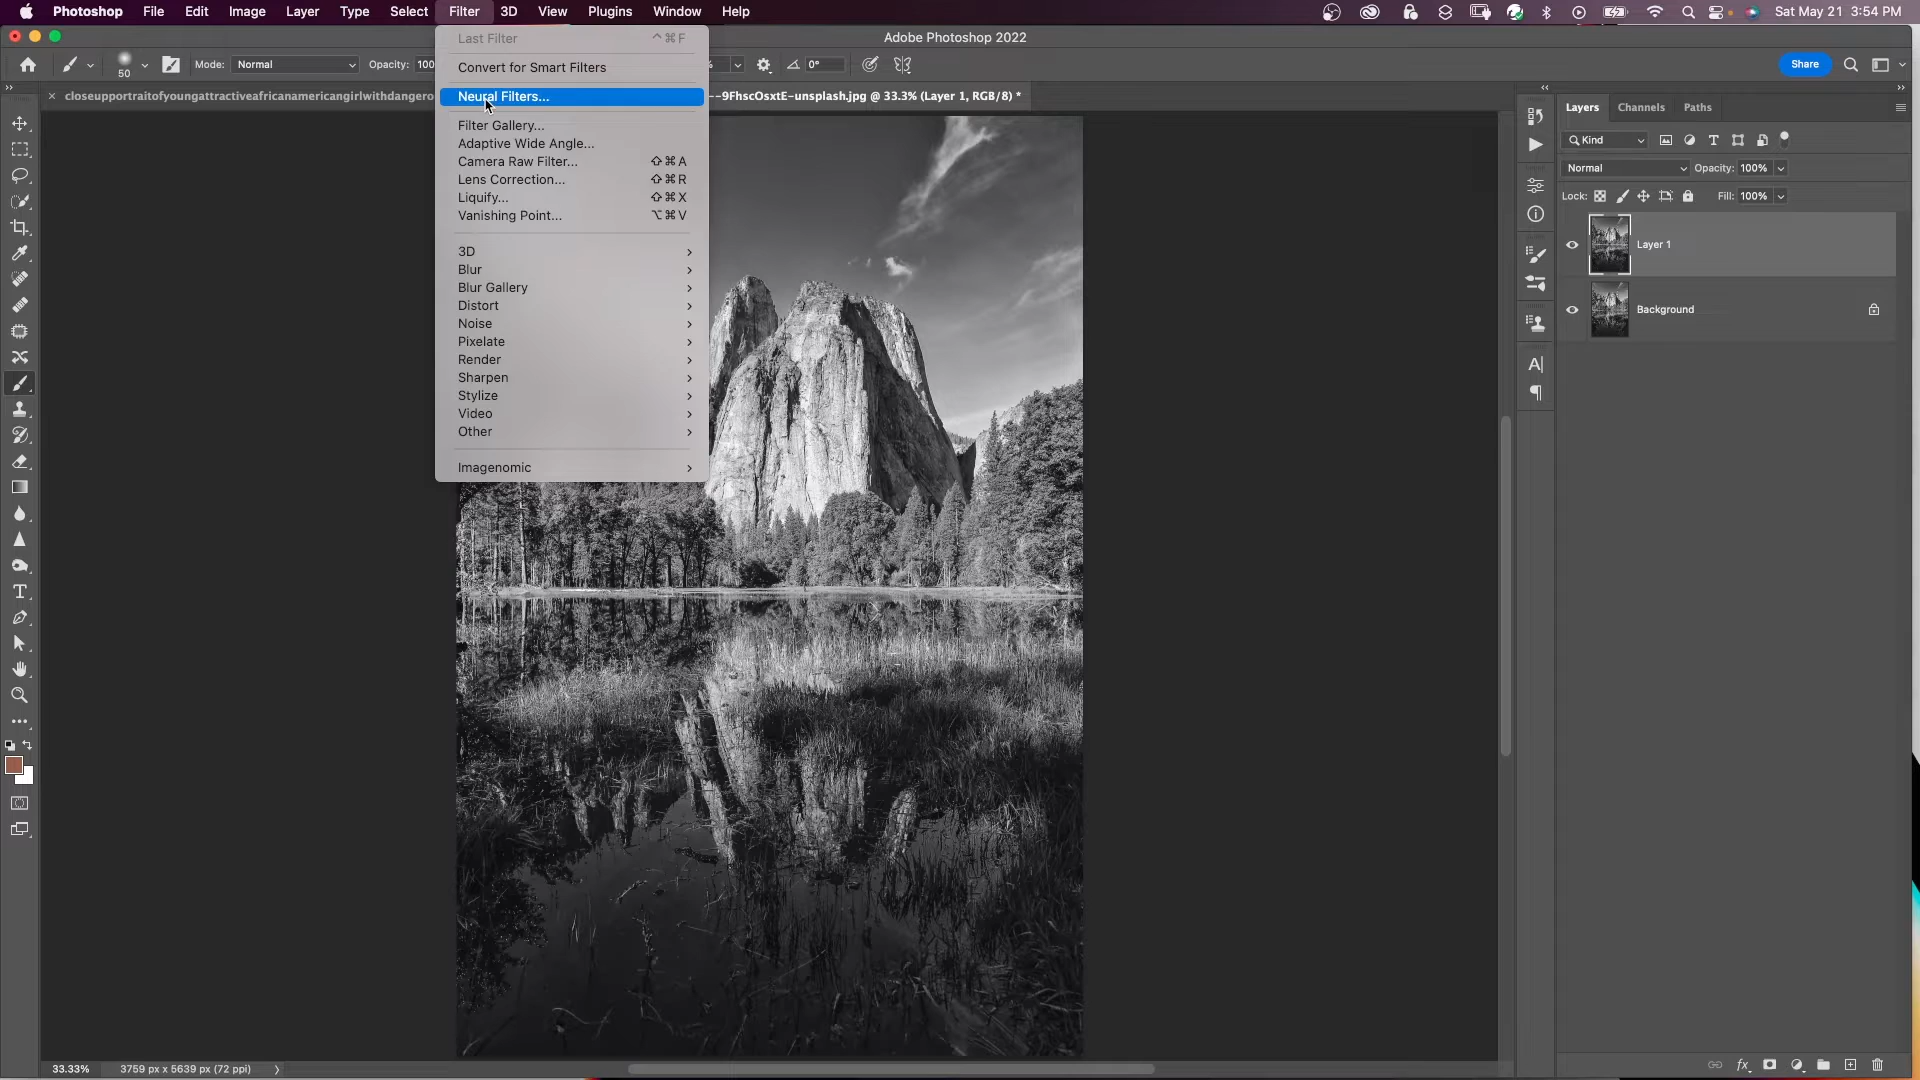 Photoshop File Edit Image Layer Type Select Filter 3D View Plugins Window Help Sat May 21 3:54 PM
Adobe Photoshop 2022
50 Mode: Normal Opacity: 100 % 0° Share
closeupportraitofyoungattractiveafricanamericangirlwithdangero
--9FhscOsxtE-unsplash.jpg @ 33.3% (Layer 1, RGB/8) *
Last Filter ^⌘F
Convert for Smart Filters
Neural Filters...
Filter Gallery...
Adaptive Wide Angle...
Camera Raw Filter... ⇧⌘A
Lens Correction... ⇧⌘R
Liquify... ⇧⌘X
Vanishing Point... ⌥⌘V
3D
Blur
Blur Gallery
Distort
Noise
Pixelate
Render
Sharpen
Stylize
Video
Other
Imagenomic
Layers Channels Paths
Kind
Normal Opacity: 100%
Lock: Fill: 100%
Layer 1
Background
33.33% 3759 px x 5639 px (72 ppi)